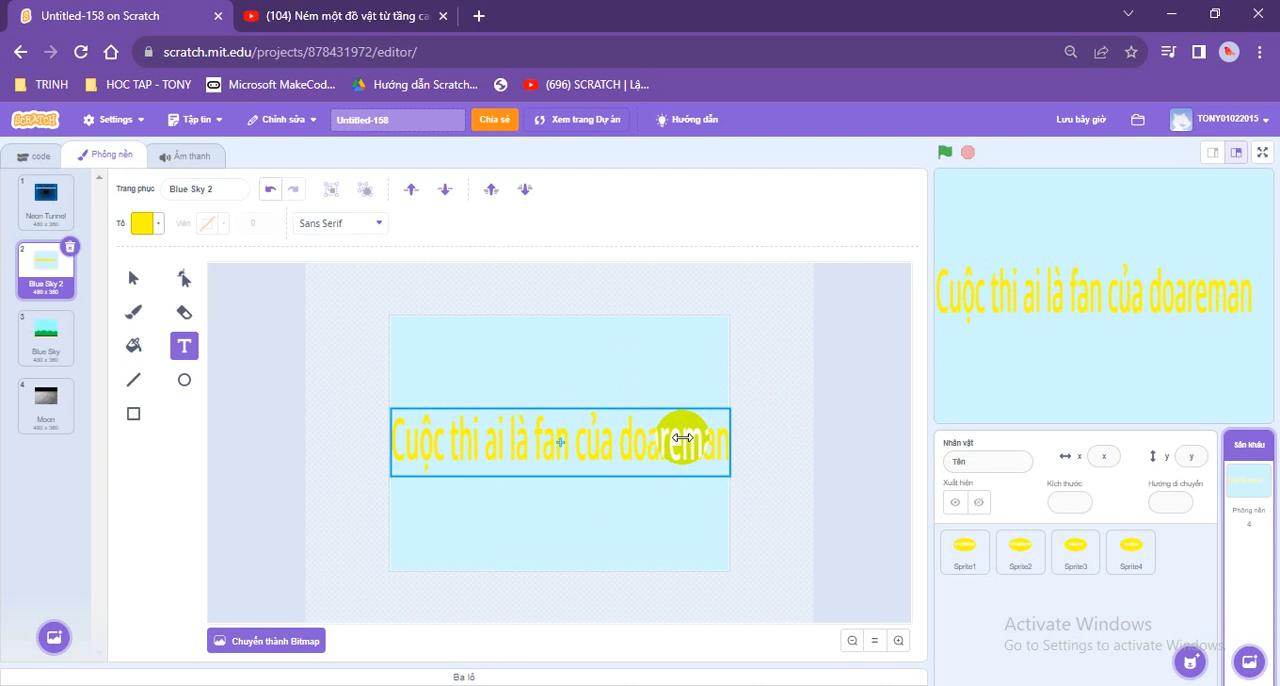 Untitled-158 on Scratch
(104) Ném một đồ vật từ tầng ca
scratch.mit.edu/projects/878431972/editor/
TRINH
HOC TAP - TONY
Microsoft MakeCod...
Hướng dẫn Scratch...
(696) SCRATCH | Lậ...
SCRATCH
Settings
Tập tin
Chỉnh sửa
Untitled-158
Chia sẻ
Xem trang Dự án
Hướng dẫn
Lưu bây giờ
TONY01022015
code
Phông nền
Âm thanh
1
Neon Tunnel
480 x 360
2
Blue Sky 2
480 x 360
3
Blue Sky
480 x 360
4
Moon
480 x 360
Trang phục
Blue Sky 2
Tô
Viền
0
Sans Serif
T
Cuộc thi ai là fan của doareman
Chuyển thành Bitmap
Cuộc thi ai là fan của doareman
Nhân vật
Tên
x
x
y
y
Xuất hiện
Kích thước
Hướng di chuyển
Sprite1
Sprite2
Sprite3
Sprite4
Sân khấu
Phông nền
4
Activate Windows
Go to Settings to activate Windows.
Ba lô